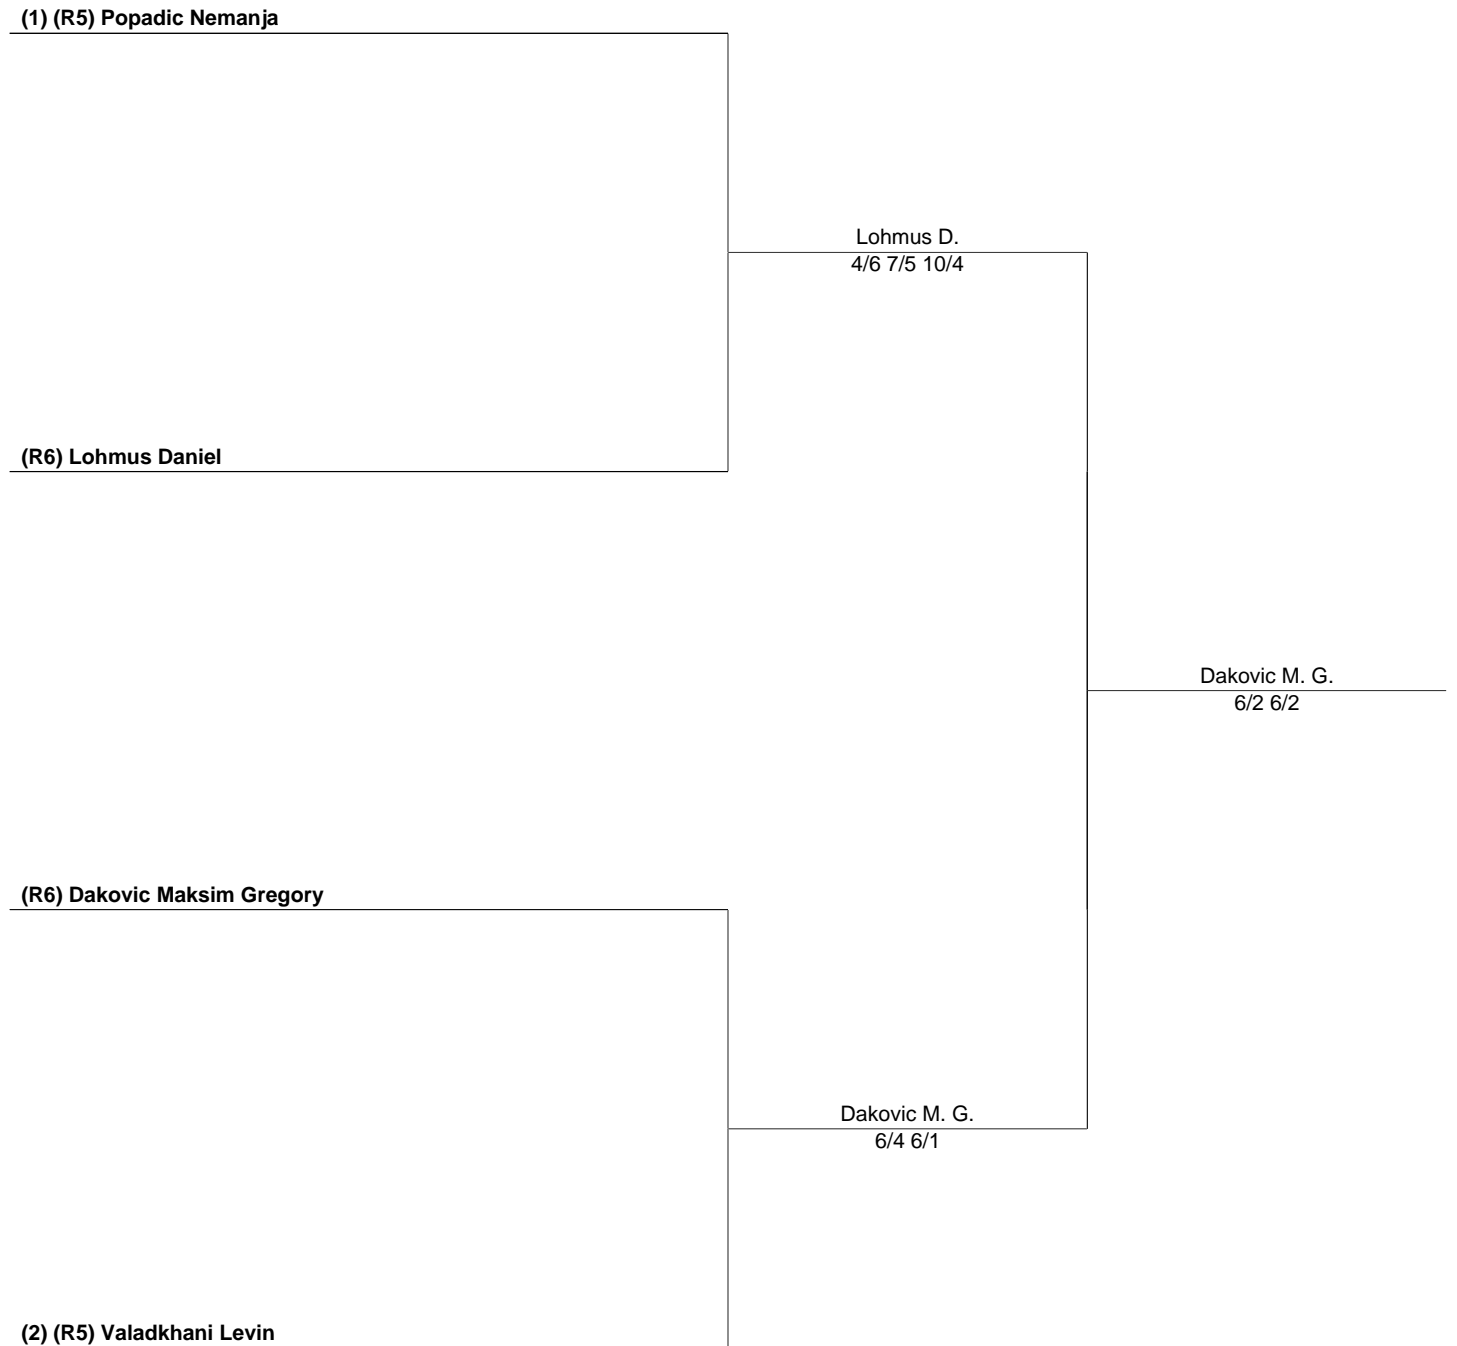 (1) (R5) Popadic Nemanja
Lohmus D.
4/6 7/5 10/4
(R6) Lohmus Daniel
Dakovic M. G.
6/2 6/2
(R6) Dakovic Maksim Gregory
Dakovic M. G.
6/4 6/1
(2) (R5) Valadkhani Levin